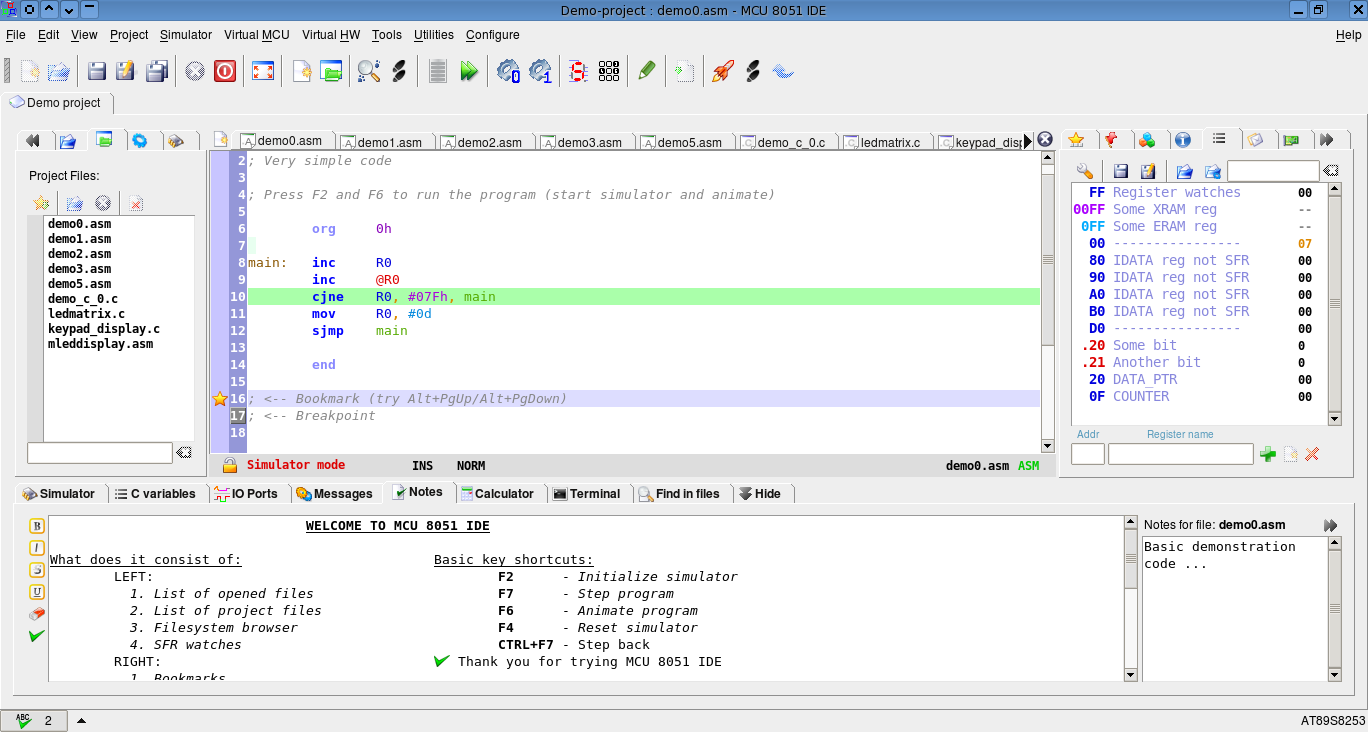 Demo-project : demo0.asm - MCU 8051 IDE
File Edit View Project Simulator Virtual MCU Virtual HW Tools Utilities Configure Help
Demo project
demo0.asm demo1.asm demo2.asm demo3.asm demo5.asm demo_c_0.c ledmatrix.c keypad_disp
Project Files:
demo0.asm
demo1.asm
demo2.asm
demo3.asm
demo5.asm
demo_c_0.c
ledmatrix.c
keypad_display.c
mleddisplay.asm
2 ; Very simple code
3
4 ; Press F2 and F6 to run the program (start simulator and animate)
5
6 org 0h
7
8 main: inc R0
9 inc @R0
10 cjne R0, #07Fh, main
11 mov R0, #0d
12 sjmp main
13
14 end
15
16 ; <-- Bookmark (try Alt+PgUp/Alt+PgDown)
17 ; <-- Breakpoint
18
Simulator mode INS NORM demo0.asm ASM
FF Register watches 00
00FF Some XRAM reg --
0FF Some ERAM reg --
00 ---------------- 07
80 IDATA reg not SFR 00
90 IDATA reg not SFR 00
A0 IDATA reg not SFR 00
B0 IDATA reg not SFR 00
D0 ---------------- 00
.20 Some bit 0
.21 Another bit 0
20 DATA_PTR 00
0F COUNTER 00
Addr Register name
Simulator C variables IO Ports Messages Notes Calculator Terminal Find in files Hide
B
I
S
U
WELCOME TO MCU 8051 IDE
What does it consist of: Basic key shortcuts:
LEFT: F2 - Initialize simulator
1. List of opened files F7 - Step program
2. List of project files F6 - Animate program
3. Filesystem browser F4 - Reset simulator
4. SFR watches CTRL+F7 - Step back
RIGHT: Thank you for trying MCU 8051 IDE
1. Bookmarks
Notes for file: demo0.asm
Basic demonstration
code ...
ABC 2 AT89S8253